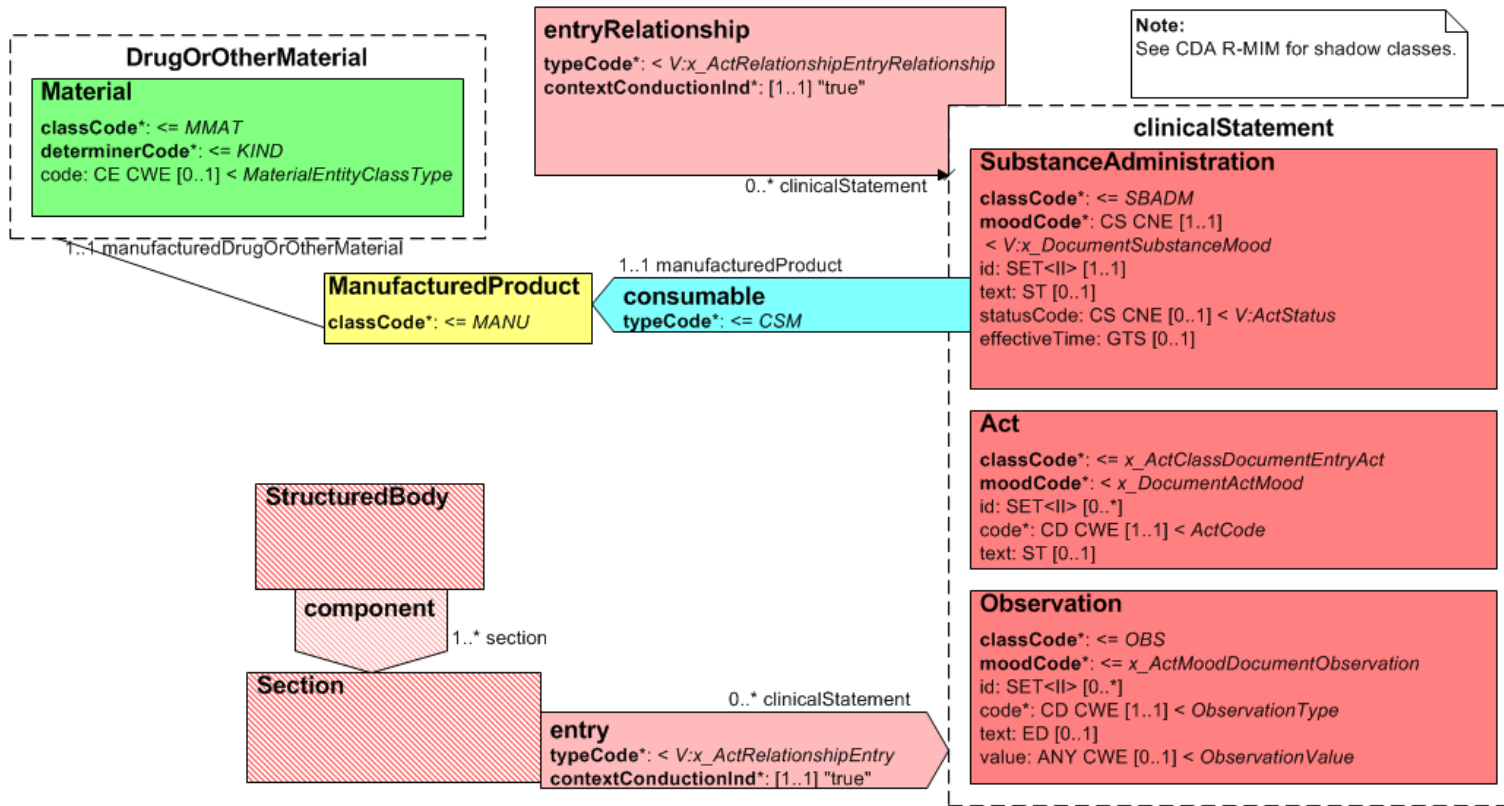 DrugOrOtherMaterial
Material
classCode*: <= MMAT
determinerCode*: <= KIND
code: CE CWE [0..1] < MaterialEntityClassType
1..1 manufacturedDrugOrOtherMaterial
entryRelationship
typeCode*: < V:x_ActRelationshipEntryRelationship
contextConductionInd*: [1..1] "true"
0..* clinicalStatement
Note:
See CDA R-MIM for shadow classes.
clinicalStatement
SubstanceAdministration
classCode*: <= SBADM
moodCode*: CS CNE [1..1]
< V:x_DocumentSubstanceMood
id: SET<II> [1..1]
text: ST [0..1]
statusCode: CS CNE [0..1] < V:ActStatus
effectiveTime: GTS [0..1]
1..1 manufacturedProduct
ManufacturedProduct
classCode*: <= MANU
consumable
typeCode*: <= CSM
Act
classCode*: <= x_ActClassDocumentEntryAct
moodCode*: < x_DocumentActMood
id: SET<II> [0..*]
code*: CD CWE [1..1] < ActCode
text: ST [0..1]
StructuredBody
component
1..* section
Section
0..* clinicalStatement
entry
typeCode*: < V:x_ActRelationshipEntry
contextConductionInd*: [1..1] "true"
Observation
classCode*: <= OBS
moodCode*: <= x_ActMoodDocumentObservation
id: SET<II> [0..*]
code*: CD CWE [1..1] < ObservationType
text: ED [0..1]
value: ANY CWE [0..1] < ObservationValue